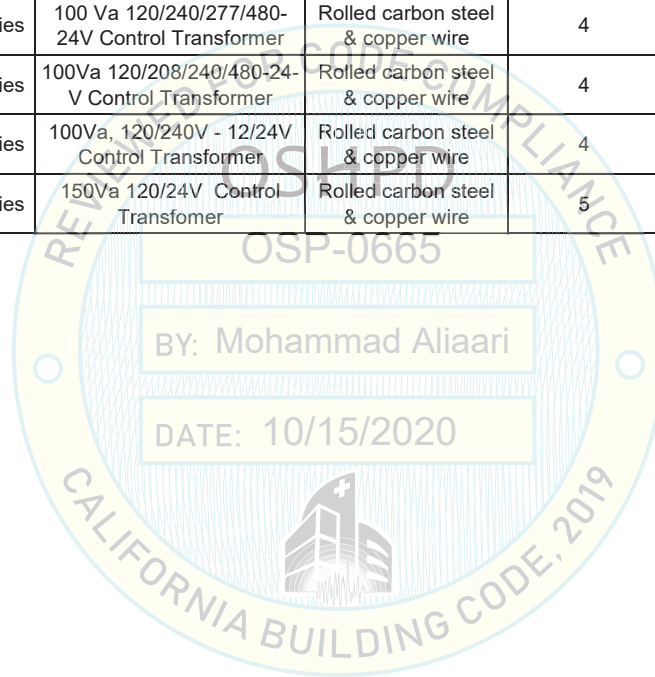 ies
100 Va 120/240/277/480-
24V Control Transformer
Rolled carbon steel
& copper wire
4
ies
100Va 120/208/240/480-24-
V Control Transformer
Rolled carbon steel
& copper wire
4
ies
100Va, 120/240V - 12/24V
Control Transformer
Rolled carbon steel
& copper wire
4
ies
150Va 120/24V Control
Transfomer
Rolled carbon steel
& copper wire
5
REVIEWED FOR CODE COMPLIANCE
OSHPD
OSP-0665
BY: Mohammad Aliaari
DATE: 10/15/2020
CALIFORNIA BUILDING CODE, 2019